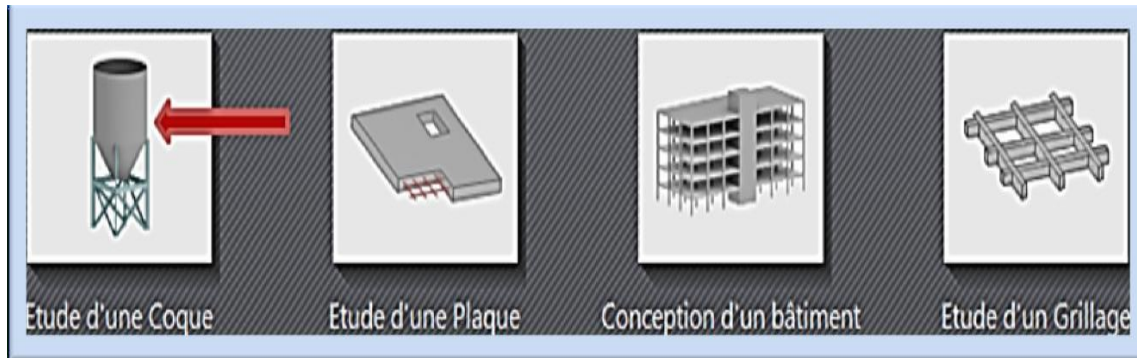 Etude d'une Coque
Etude d'une Plaque
Conception d'un bâtiment
Etude d'un Grillage